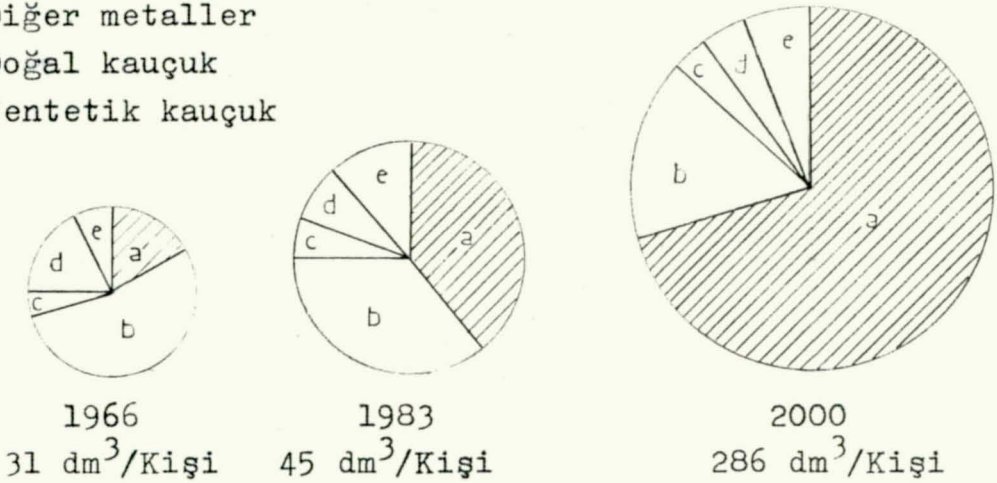 iğer metaller
oğal kauçuk
entetik kauçuk
e
d
a
c
b
e
d
a
c
b
e
d
c
b
a
1966
31 dm³/Kişi
1983
45 dm³/Kişi
2000
286 dm³/Kişi